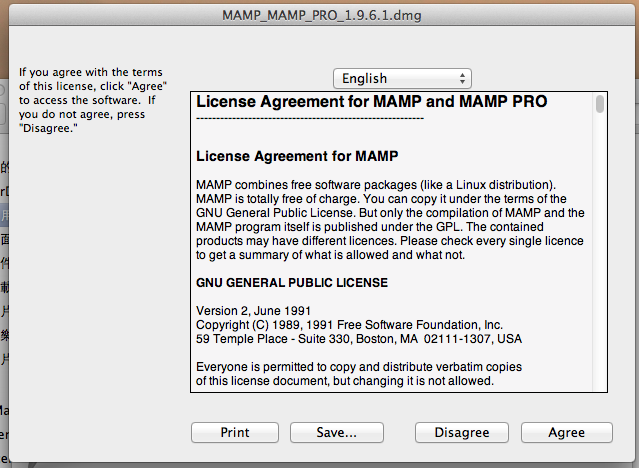 MAMP_MAMP_PRO_1.9.6.1.dmg
If you agree with the terms
of this license, click "Agree"
to access the software.  If
you do not agree, press
"Disagree."
English
License Agreement for MAMP and MAMP PRO
---------------------------------------------------------
License Agreement for MAMP
MAMP combines free software packages (like a Linux distribution).
MAMP is totally free of charge. You can copy it under the terms of the
GNU General Public License. But only the compilation of MAMP and the
MAMP program itself is published under the GPL. The contained
products may have different licences. Please check every single licence
to get a summary of what is allowed and what not.
GNU GENERAL PUBLIC LICENSE
Version 2, June 1991
Copyright (C) 1989, 1991 Free Software Foundation, Inc.
59 Temple Place - Suite 330, Boston, MA  02111-1307, USA
Everyone is permitted to copy and distribute verbatim copies
of this license document, but changing it is not allowed.
Print
Save...
Disagree
Agree
的
用
面
件
載
片
樂
片